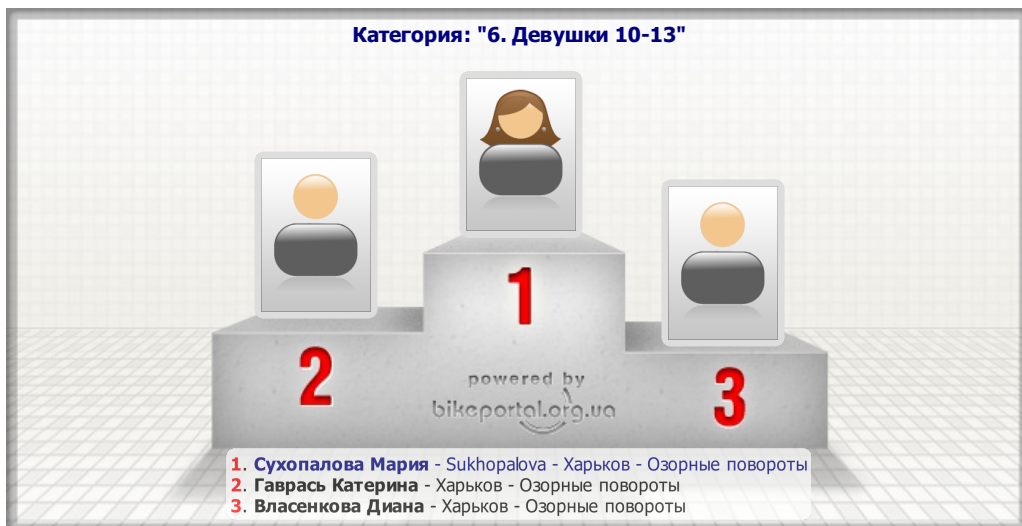 Категория: "6. Девушки 10-13"
1
2
3
powered by
bikeportal.org.ua
1. Сухопалова Мария - Sukhopalova - Харьков - Озорные повороты
2. Гаврась Катерина - Харьков - Озорные повороты
3. Власенкова Диана - Харьков - Озорные повороты